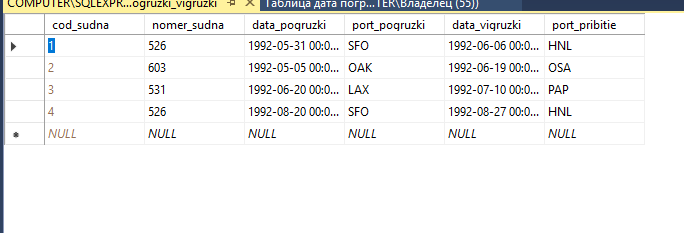 COMPUTER\SQLEXPR...ogruzki_vigruzki Таблица дата погр...TER\Владелец (55))
cod_sudna nomer_sudna data_pogruzki port_pogruzki data_vigruzki port_pribitie
1 526 1992-05-31 00:0... SFO 1992-06-06 00:0... HNL
2 603 1992-05-05 00:0... OAK 1992-06-19 00:0... OSA
3 531 1992-06-20 00:0... LAX 1992-07-10 00:0... PAP
4 526 1992-08-20 00:0... SFO 1992-08-27 00:0... HNL
NULL NULL NULL NULL NULL NULL